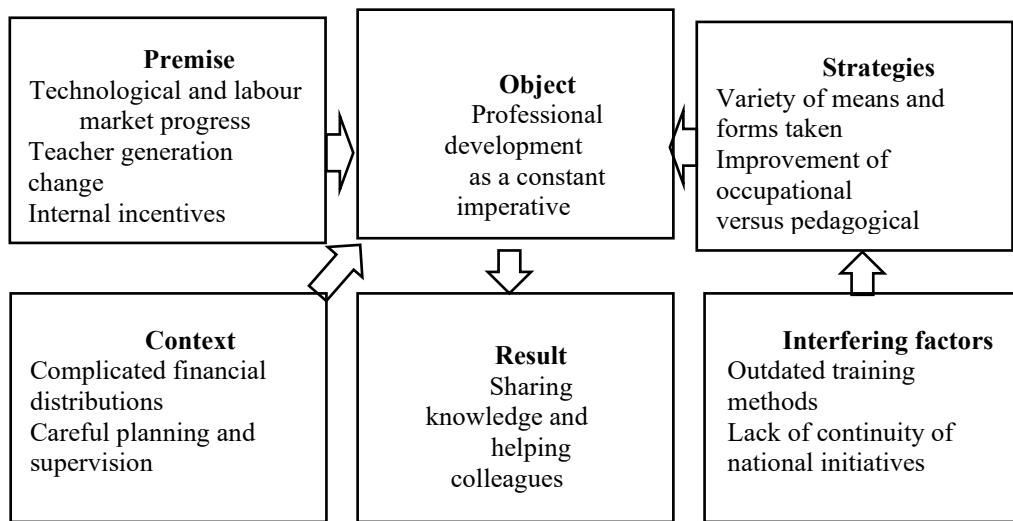 Premise
Technological and labour
market progress
Teacher generation
change
Internal incentives
Object
Professional
development
as a constant
imperative
Strategies
Variety of means and
forms taken
Improvement of
occupational
versus pedagogical
Context
Complicated financial
distributions
Careful planning and
supervision
Result
Sharing
knowledge and
helping
colleagues
Interfering factors
Outdated training
methods
Lack of continuity of
national initiatives